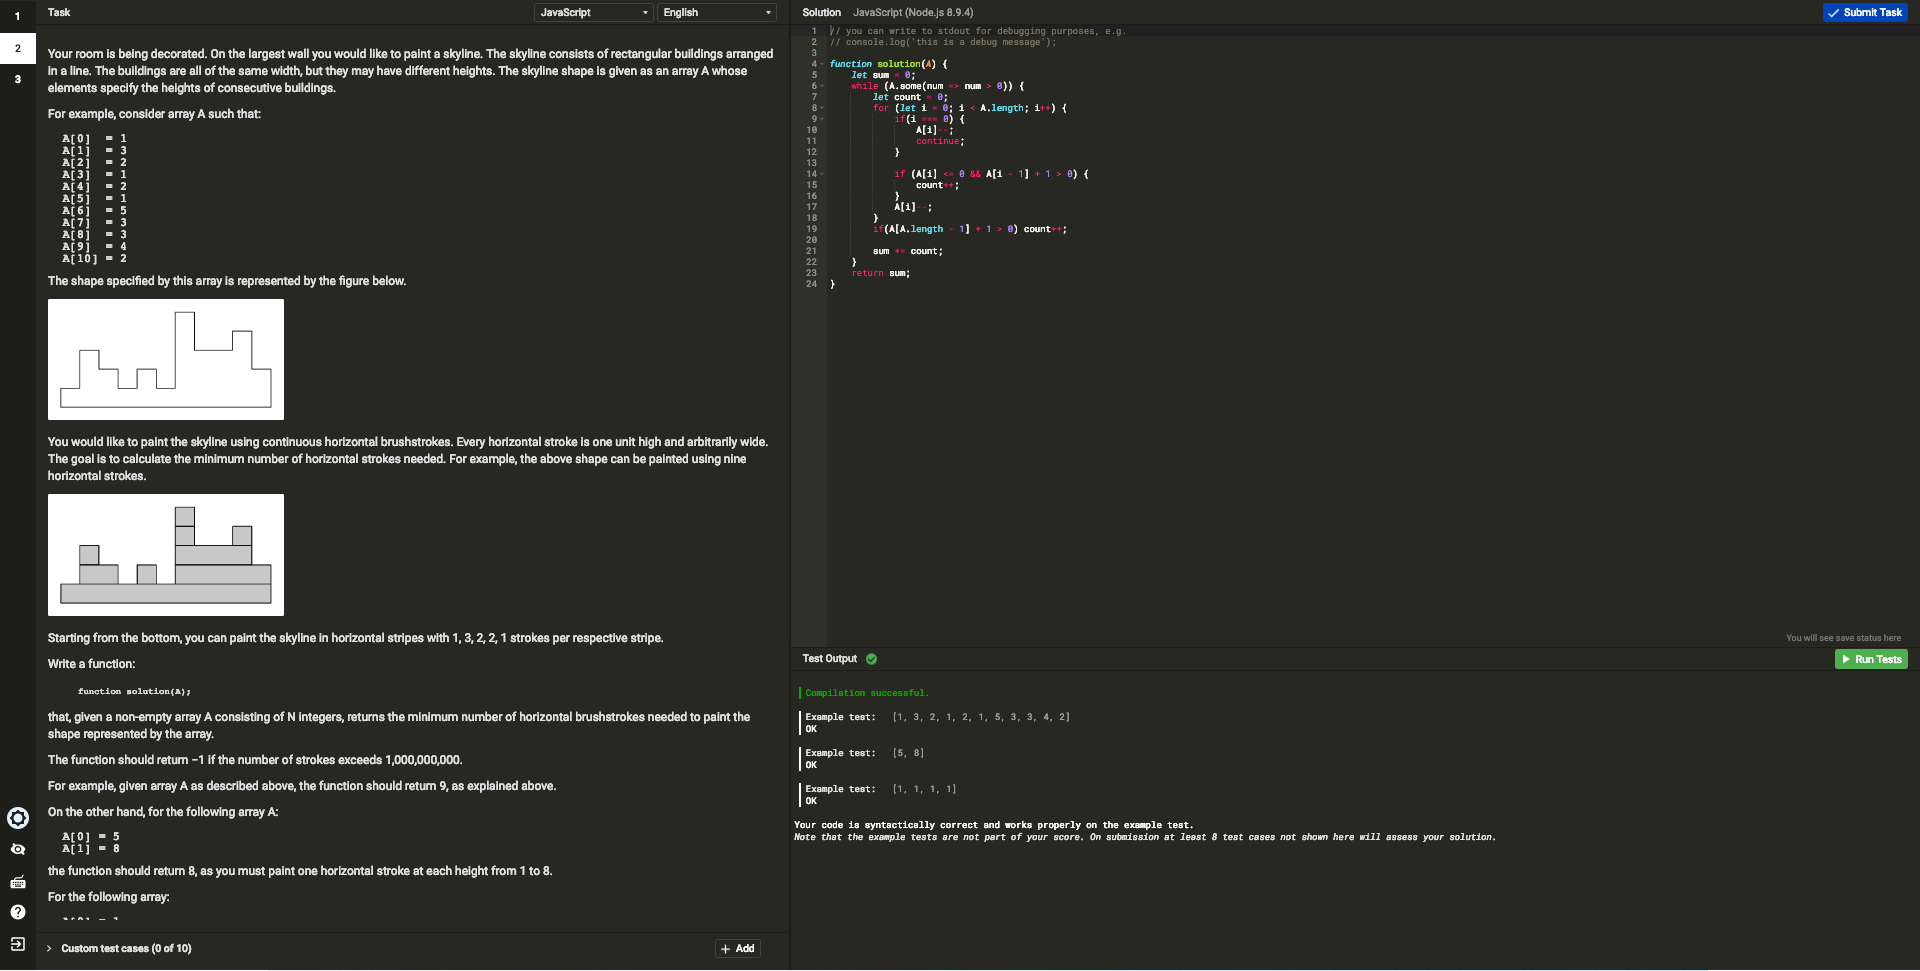 1
2
3
Task
JavaScript
English
Your room is being decorated. On the largest wall you would like to paint a skyline. The skyline consists of rectangular buildings arranged
in a line. The buildings are all of the same width, but they may have different heights. The skyline shape is given as an array A whose
elements specify the heights of consecutive buildings.
For example, consider array A such that:
A[0] = 1
A[1] = 3
A[2] = 2
A[3] = 1
A[4] = 2
A[5] = 1
A[6] = 5
A[7] = 3
A[8] = 3
A[9] = 4
A[10] = 2
The shape specified by this array is represented by the figure below.
You would like to paint the skyline using continuous horizontal brushstrokes. Every horizontal stroke is one unit high and arbitrarily wide.
The goal is to calculate the minimum number of horizontal strokes needed. For example, the above shape can be painted using nine
horizontal strokes.
Starting from the bottom, you can paint the skyline in horizontal stripes with 1, 3, 2, 2, 1 strokes per respective stripe.
Write a function:
function solution(A);
that, given a non-empty array A consisting of N integers, returns the minimum number of horizontal brushstrokes needed to paint the
shape represented by the array.
The function should return −1 if the number of strokes exceeds 1,000,000,000.
For example, given array A as described above, the function should return 9, as explained above.
On the other hand, for the following array A:
A[0] = 5
A[1] = 8
the function should return 8, as you must paint one horizontal stroke at each height from 1 to 8.
For the following array:
Custom test cases (0 of 10)
+ Add
Solution JavaScript (Node.js 8.9.4)
Submit Task
1 // you can write to stdout for debugging purposes, e.g.
2 // console.log('this is a debug message');
3
4 function solution(A) {
5 let sum = 0;
6 while (A.some(num => num > 0)) {
7 let count = 0;
8 for (let i = 0; i < A.length; i++) {
9 if(i === 0) {
10 A[i]--;
11 continue;
12 }
13
14 if (A[i] <= 0 && A[i - 1] + 1 > 0) {
15 count++;
16 }
17 A[i]--;
18 }
19 if(A[A.length - 1] + 1 > 0) count++;
20
21 sum += count;
22 }
23 return sum;
24 }
You will see save status here
Test Output
Run Tests
Compilation successful.
Example test: [1, 3, 2, 1, 2, 1, 5, 3, 3, 4, 2]
OK
Example test: [5, 8]
OK
Example test: [1, 1, 1, 1]
OK
Your code is syntactically correct and works properly on the example test.
Note that the example tests are not part of your score. On submission at least 8 test cases not shown here will assess your solution.